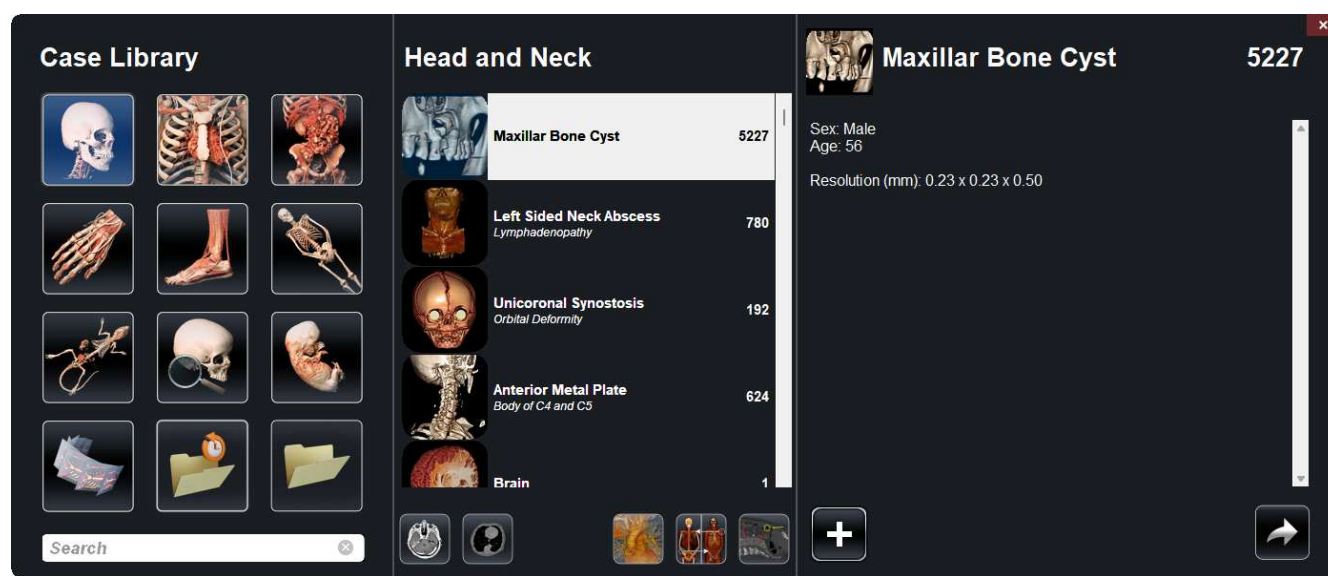 Case Library
Search
Head and Neck
Maxillar Bone Cyst 5227
Left Sided Neck Abscess 780
Lymphadenopathy
Unicoronal Synostosis 192
Orbital Deformity
Anterior Metal Plate 624
Body of C4 and C5
Brain 1
Maxillar Bone Cyst 5227
Sex: Male
Age: 56
Resolution (mm): 0.23 x 0.23 x 0.50